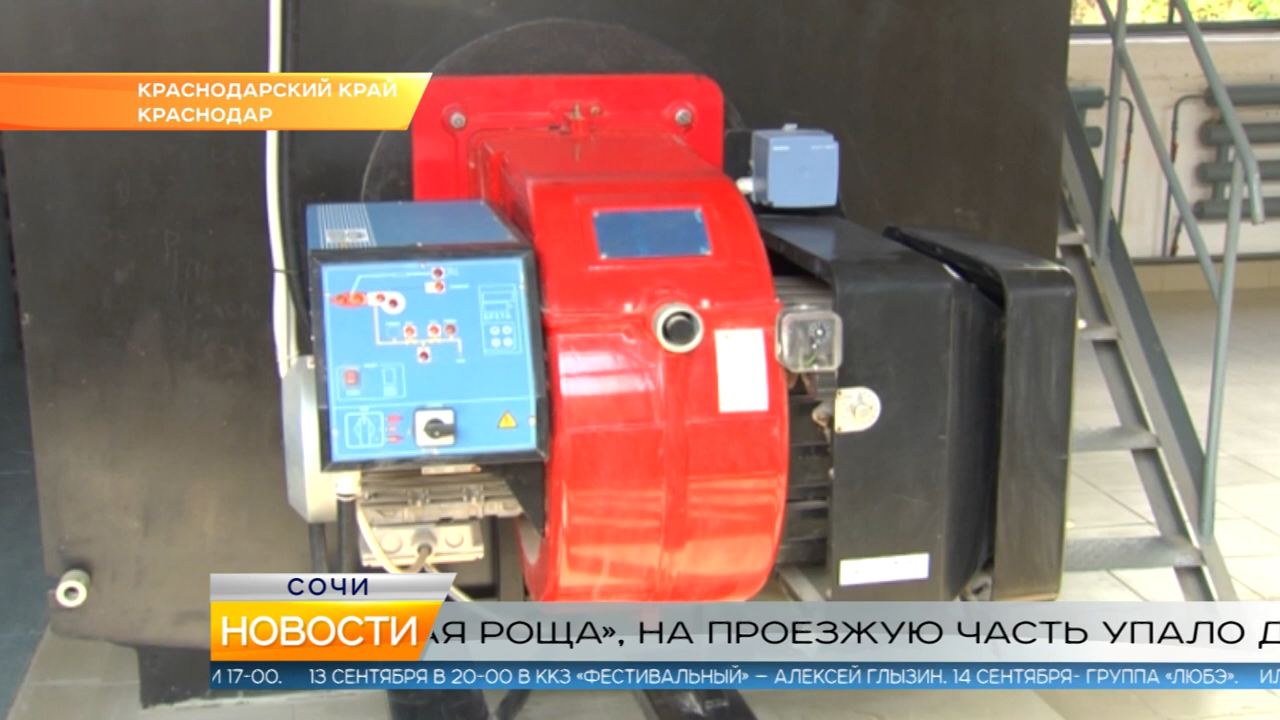 КРАСНОДАРСКИЙ КРАЙ
КРАСНОДАР
СОЧИ
НОВОСТИ
АЯ РОЩА», НА ПРОЕЗЖУЮ ЧАСТЬ УПАЛО Д
И 17-00. 13 СЕНТЯБРЯ В 20-00 В ККЗ «ФЕСТИВАЛЬНЫЙ» – АЛЕКСЕЙ ГЛЫЗИН. 14 СЕНТЯБРЯ- ГРУППА «ЛЮБЭ». ИЛ